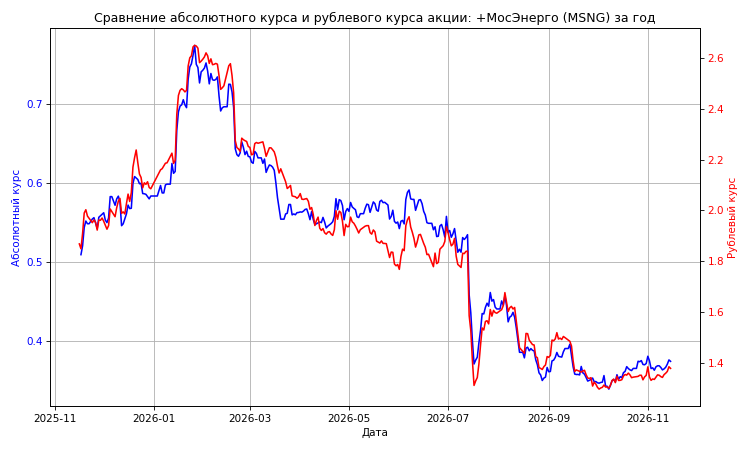 Сравнение абсолютного курса и рублевого курса акции: +МосЭнерго (MSNG) за год
0.7
0.6
0.5
0.4
Абсолютный курс
2.6
2.4
2.2
2.0
1.8
1.6
1.4
Рублевый курс
2025-11 2026-01 2026-03 2026-05 2026-07 2026-09 2026-11
Дата